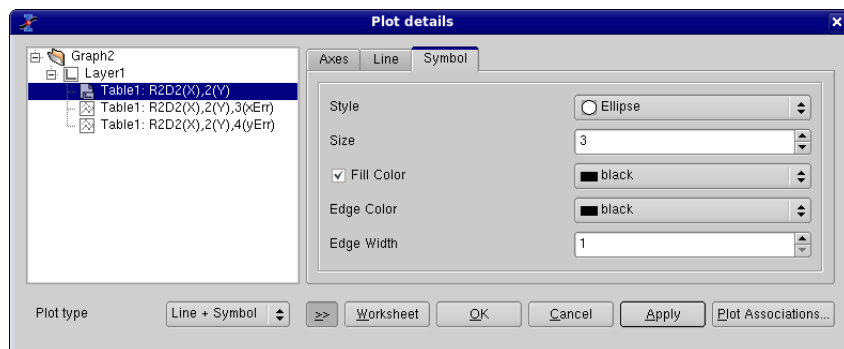 Plot details
Graph2
Layer1
Table1: R2D2(X),2(Y)
Table1: R2D2(X),2(Y),3(xErr)
Table1: R2D2(X),2(Y),4(yErr)
Axes Line Symbol
Style Ellipse
Size 3
Fill Color black
Edge Color black
Edge Width 1
Plot type Line + Symbol >> Worksheet OK Cancel Apply Plot Associations...